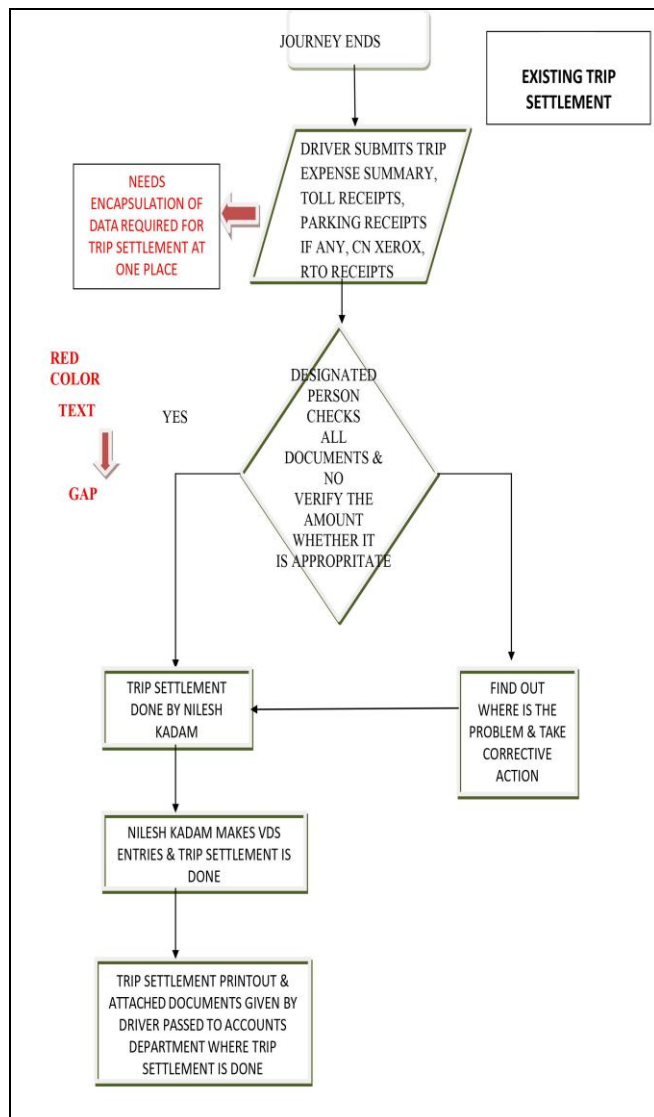 JOURNEY ENDS
EXISTING TRIP
SETTLEMENT
DRIVER SUBMITS TRIP
EXPENSE SUMMARY,
TOLL RECEIPTS,
PARKING RECEIPTS
IF ANY, CN XEROX,
RTO RECEIPTS
NEEDS
ENCAPSULATION OF
DATA REQUIRED FOR
TRIP SETTLEMENT AT
ONE PLACE
RED
COLOR
TEXT
GAP
YES
DESIGNATED
PERSON
CHECKS
ALL
DOCUMENTS &
NO
VERIFY THE
AMOUNT
WHETHER IT
IS APPROPRITATE
TRIP SETTLEMENT
DONE BY NILESH
KADAM
FIND OUT
WHERE IS THE
PROBLEM & TAKE
CORRECTIVE
ACTION
NILESH KADAM MAKES VDS
ENTRIES & TRIP SETTLEMENT IS
DONE
TRIP SETTLEMENT PRINTOUT &
ATTACHED DOCUMENTS GIVEN BY
DRIVER PASSED TO ACCOUNTS
DEPARTMENT WHERE TRIP
SETTLEMENT IS DONE